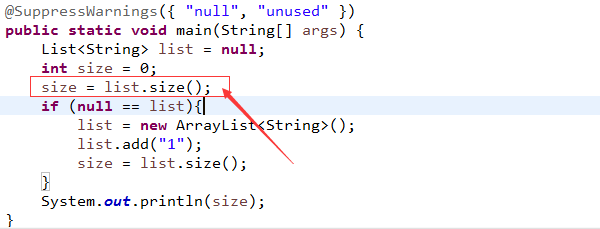 @SuppressWarnings({ "null", "unused" })
public static void main(String[] args) {
    List<String> list = null;
    int size = 0;
    size = list.size();
    if (null == list){
        list = new ArrayList<String>();
        list.add("1");
        size = list.size();
    }
    System.out.println(size);
}